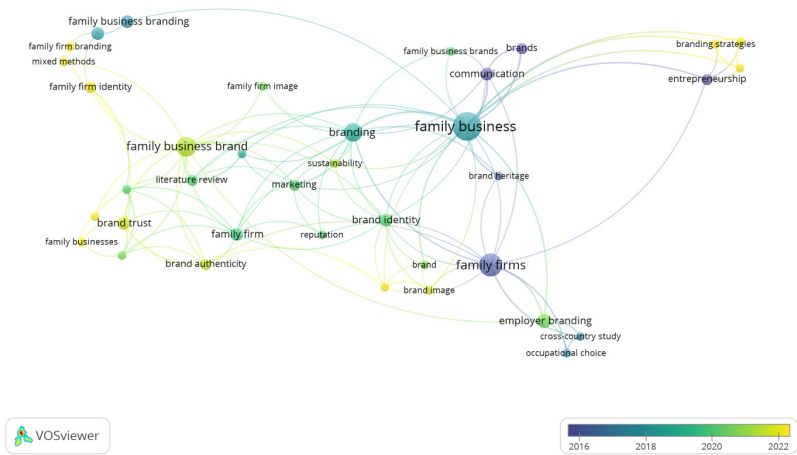 family business branding
family firm branding
mixed methods
family firm identity
family business brands
brands
branding strategies
communication
entrepreneurship
family firm image
family business
branding
family business brand
sustainability
literature review
marketing
brand heritage
brand trust
brand identity
family businesses
family firm
reputation
brand authenticity
brand
family firms
brand image
employer branding
cross-country study
occupational choice
VOSviewer
2016 2018 2020 2022